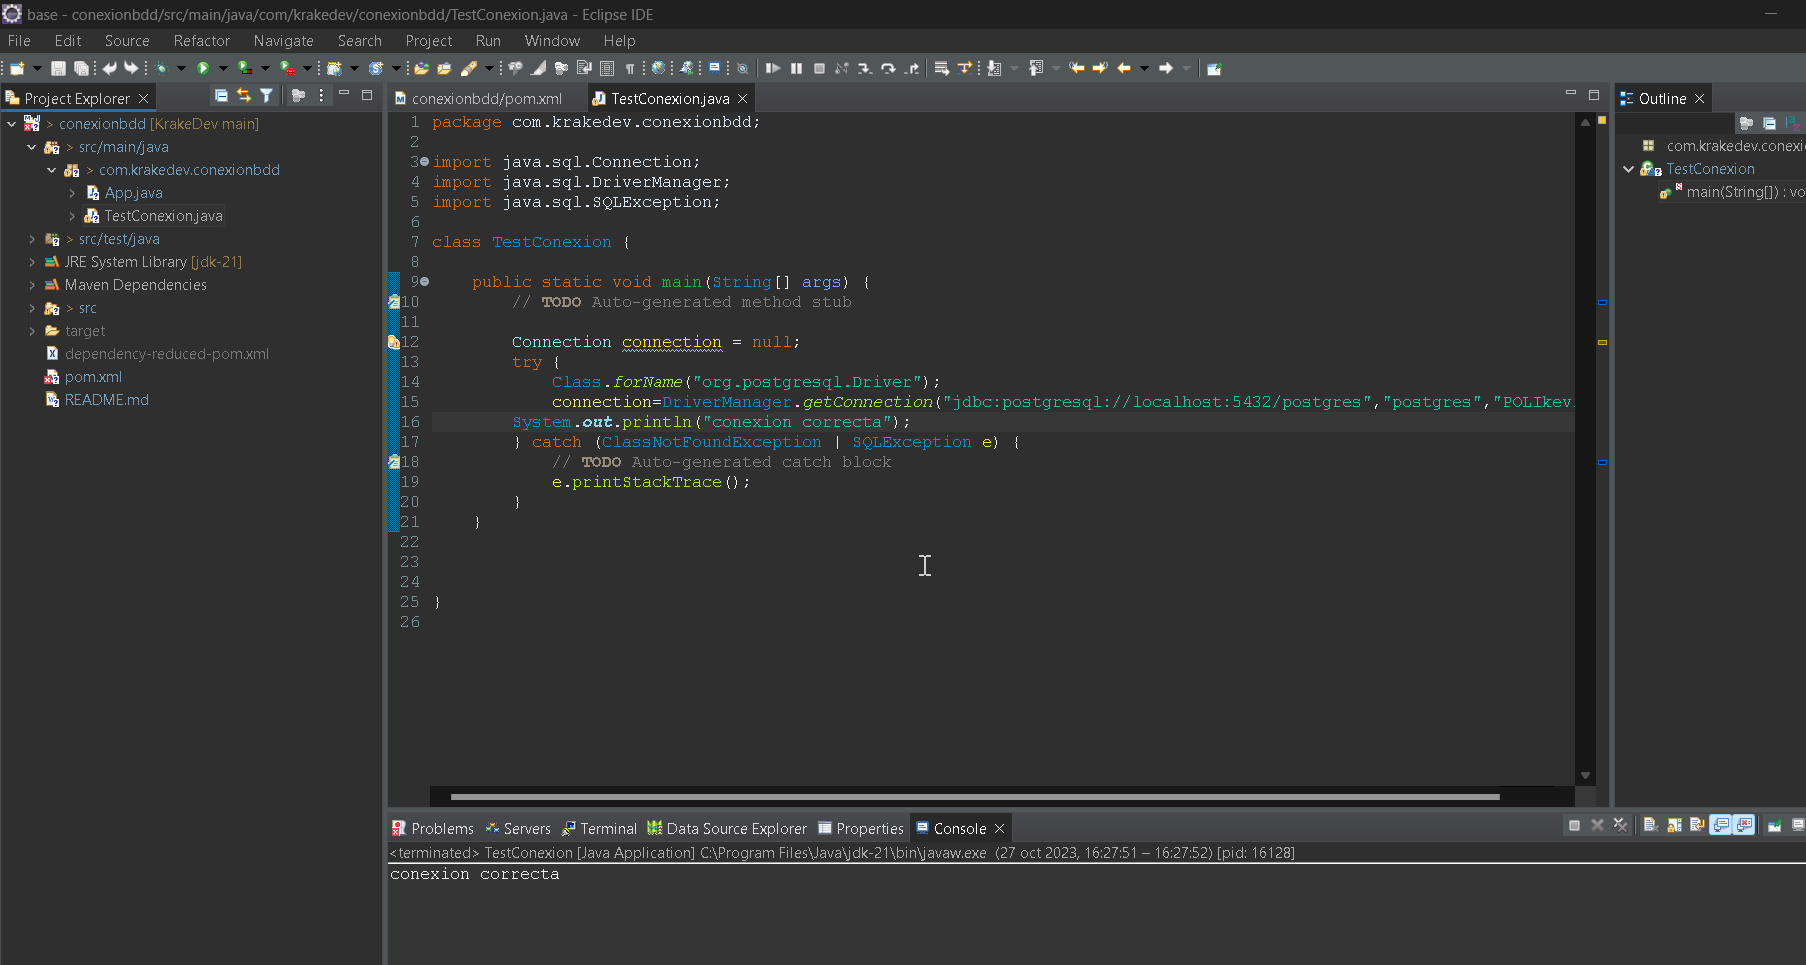 base - conexionbdd/src/main/java/com/krakedev/conexionbdd/TestConexion.java - Eclipse IDE
File Edit Source Refactor Navigate Search Project Run Window Help
Project Explorer
> conexionbdd [KrakeDev main]
> src/main/java
> com.krakedev.conexionbdd
App.java
TestConexion.java
> src/test/java
JRE System Library [jdk-21]
Maven Dependencies
> src
target
dependency-reduced-pom.xml
pom.xml
README.md
conexionbdd/pom.xml TestConexion.java
1 package com.krakedev.conexionbdd;
2
3 import java.sql.Connection;
4 import java.sql.DriverManager;
5 import java.sql.SQLException;
6
7 class TestConexion {
8
9 public static void main(String[] args) {
10 // TODO Auto-generated method stub
11
12 Connection connection = null;
13 try {
14 Class.forName("org.postgresql.Driver");
15 connection=DriverManager.getConnection("jdbc:postgresql://localhost:5432/postgres","postgres","POLIkev.
16 System.out.println("conexion correcta");
17 } catch (ClassNotFoundException | SQLException e) {
18 // TODO Auto-generated catch block
19 e.printStackTrace();
20 }
21 }
22
23
24
25 }
26
Outline
com.krakedev.conexi
TestConexion
main(String[]) : vo
Problems Servers Terminal Data Source Explorer Properties Console
<terminated> TestConexion [Java Application] C:\Program Files\Java\jdk-21\bin\javaw.exe (27 oct 2023, 16:27:51 – 16:27:52) [pid: 16128]
conexion correcta